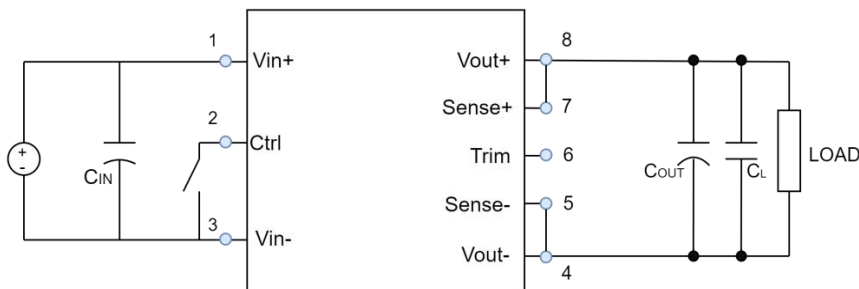 1
8
Vin+
Vout+
Sense+
7
2
Ctrl
Trim
6
+
-
CIN
COUT
CL
LOAD
Sense-
5
3
Vin-
Vout-
4